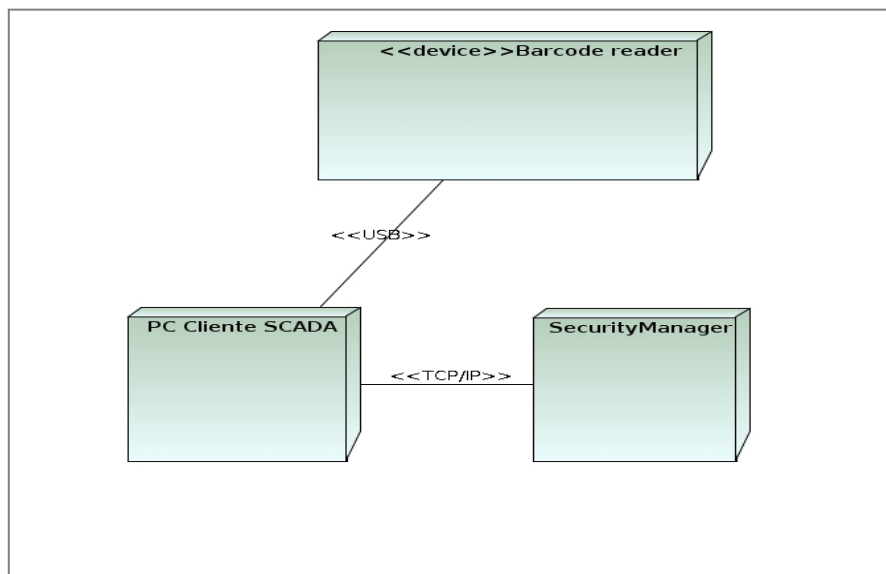 <<device>>Barcode reader
<<USB>>
PC Cliente SCADA
<<TCP/IP>>
SecurityManager